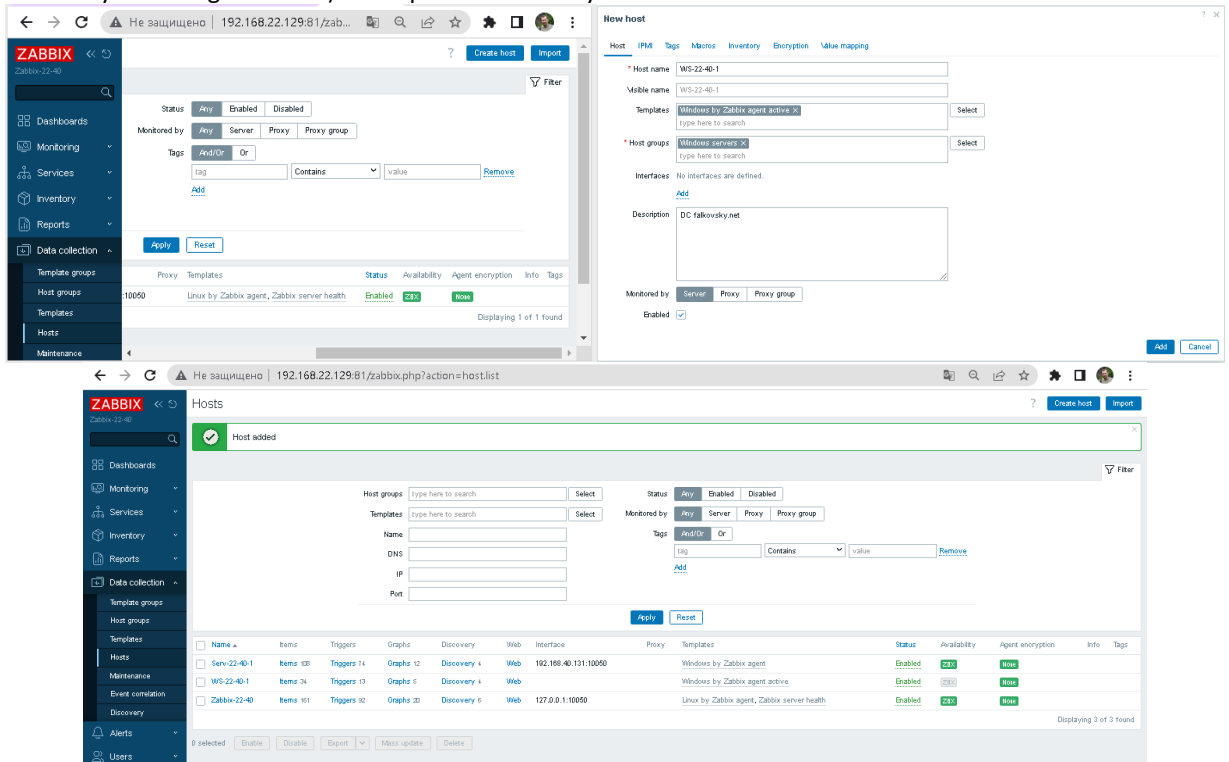 Не защищено | 192.168.22.129:81/zab...
ZABBIX
Zabbix-22-40
Dashboards
Monitoring
Services
Inventory
Reports
Data collection
Template groups
Host groups
Templates
Hosts
Maintenance
? Create host Import
Filter
Status Any Enabled Disabled
Monitored by Any Server Proxy Proxy group
Tags And/Or Or
tag Contains value Remove
Add
Apply Reset
Proxy Templates Status Availability Agent encryption Info Tags
:10050 Linux by Zabbix agent, Zabbix server health Enabled ZBX None
Displaying 1 of 1 found
New host
Host IPMI Tags Macros Inventory Encryption Value mapping
* Host name WS-22-40-1
Visible name WS-22-40-1
Templates Windows by Zabbix agent active × Select
type here to search
* Host groups Windows servers × Select
type here to search
Interfaces No interfaces are defined.
Add
Description DC falkovsky.net
Monitored by Server Proxy Proxy group
Enabled
Add Cancel
Не защищено | 192.168.22.129:81/zabbix.php?action=host.list
ZABBIX
Zabbix-22-40
Dashboards
Monitoring
Services
Inventory
Reports
Data collection
Template groups
Host groups
Templates
Hosts
Maintenance
Event correlation
Discovery
Alerts
Users
Hosts ? Create host Import
Host added
Filter
Host groups type here to search Select
Templates type here to search Select
Name
DNS
IP
Port
Status Any Enabled Disabled
Monitored by Any Server Proxy Proxy group
Tags And/Or Or
tag Contains value Remove
Add
Apply Reset
Name Items Triggers Graphs Discovery Web Interface Proxy Templates Status Availability Agent encryption Info Tags
Serv-22-40-1 Items 108 Triggers 74 Graphs 12 Discovery 4 Web 192.168.40.131:10050 Windows by Zabbix agent Enabled ZBX None
WS-22-40-1 Items 34 Triggers 13 Graphs 5 Discovery 4 Web Windows by Zabbix agent active Enabled ZBX None
Zabbix-22-40 Items 161 Triggers 92 Graphs 20 Discovery 6 Web 127.0.0.1:10050 Linux by Zabbix agent, Zabbix server health Enabled ZBX None
Displaying 3 of 3 found
0 selected Enable Disable Export Mass update Delete